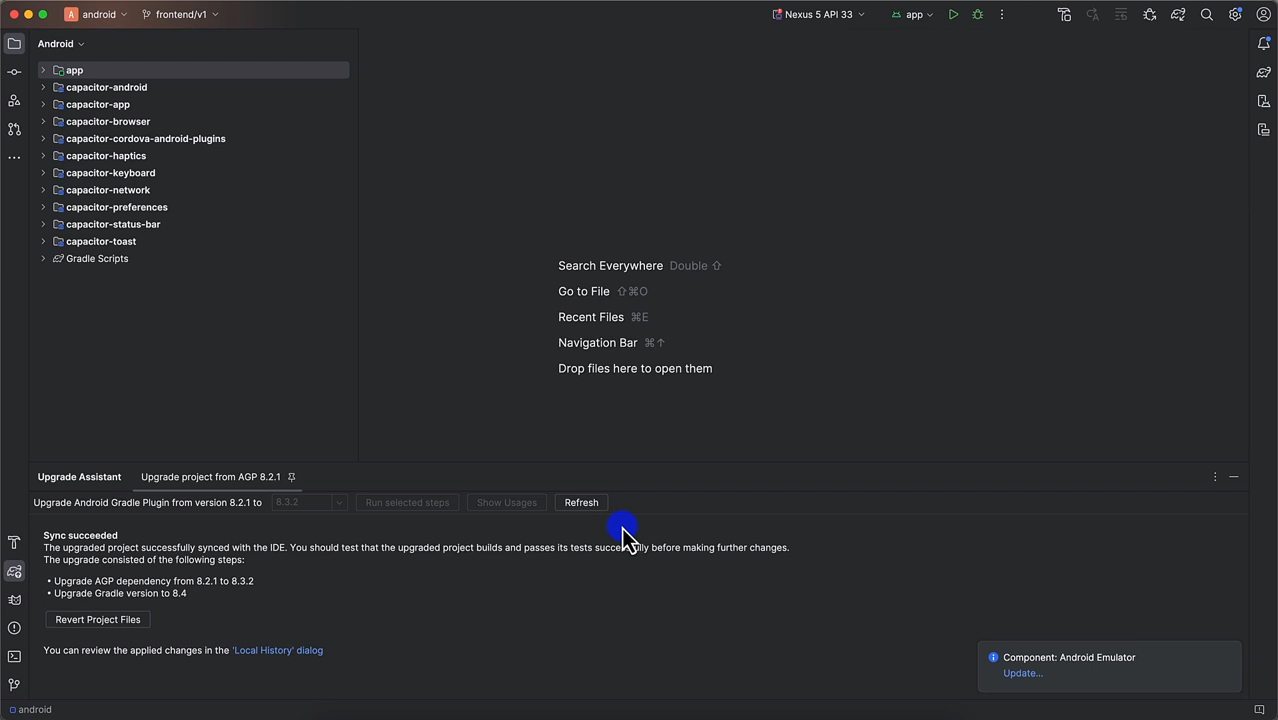 A android frontend/v1 Nexus 5 API 33 app
Android
app
capacitor-android
capacitor-app
capacitor-browser
capacitor-cordova-android-plugins
capacitor-haptics
capacitor-keyboard
capacitor-network
capacitor-preferences
capacitor-status-bar
capacitor-toast
Gradle Scripts
Search Everywhere Double ⇧
Go to File ⇧⌘O
Recent Files ⌘E
Navigation Bar ⌘↑
Drop files here to open them
Upgrade Assistant Upgrade project from AGP 8.2.1
Upgrade Android Gradle Plugin from version 8.2.1 to 8.3.2 Run selected steps Show Usages Refresh
Sync succeeded
The upgraded project successfully synced with the IDE. You should test that the upgraded project builds and passes its tests successfully before making further changes.
The upgrade consisted of the following steps:
• Upgrade AGP dependency from 8.2.1 to 8.3.2
• Upgrade Gradle version to 8.4
Revert Project Files
You can review the applied changes in the 'Local History' dialog
Component: Android Emulator
Update...
android